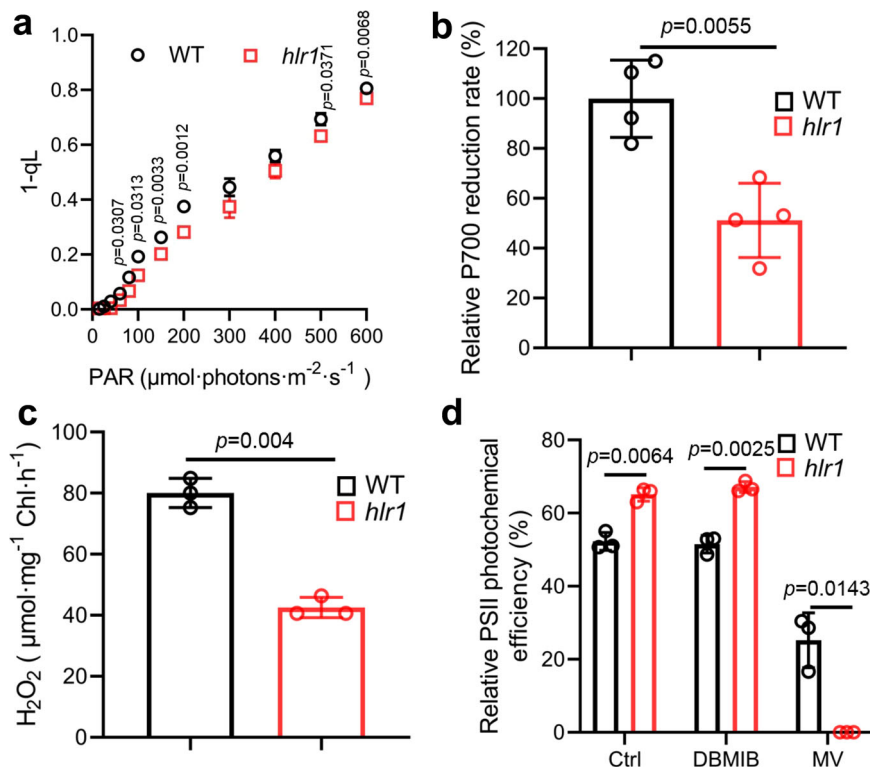 a
1-qL
1.0
0.8
0.6
0.4
0.2
0.0
WT
hlr1
p=0.0307
p=0.0313
p=0.0033
p=0.0012
p=0.0371
p=0.0068
0 100 200 300 400 500 600
PAR (μmol·photons·m⁻²·s⁻¹ )
b
Relative P700 reduction rate (%)
120
100
80
60
40
20
0
p=0.0055
WT
hlr1
c
H₂O₂ ( μmol·mg⁻¹ Chl·h⁻¹)
100
80
60
40
20
0
p=0.004
WT
hlr1
d
Relative PSII photochemical
efficiency (%)
80
60
40
20
0
p=0.0064
p=0.0025
p=0.0143
WT
hlr1
Ctrl DBMIB MV